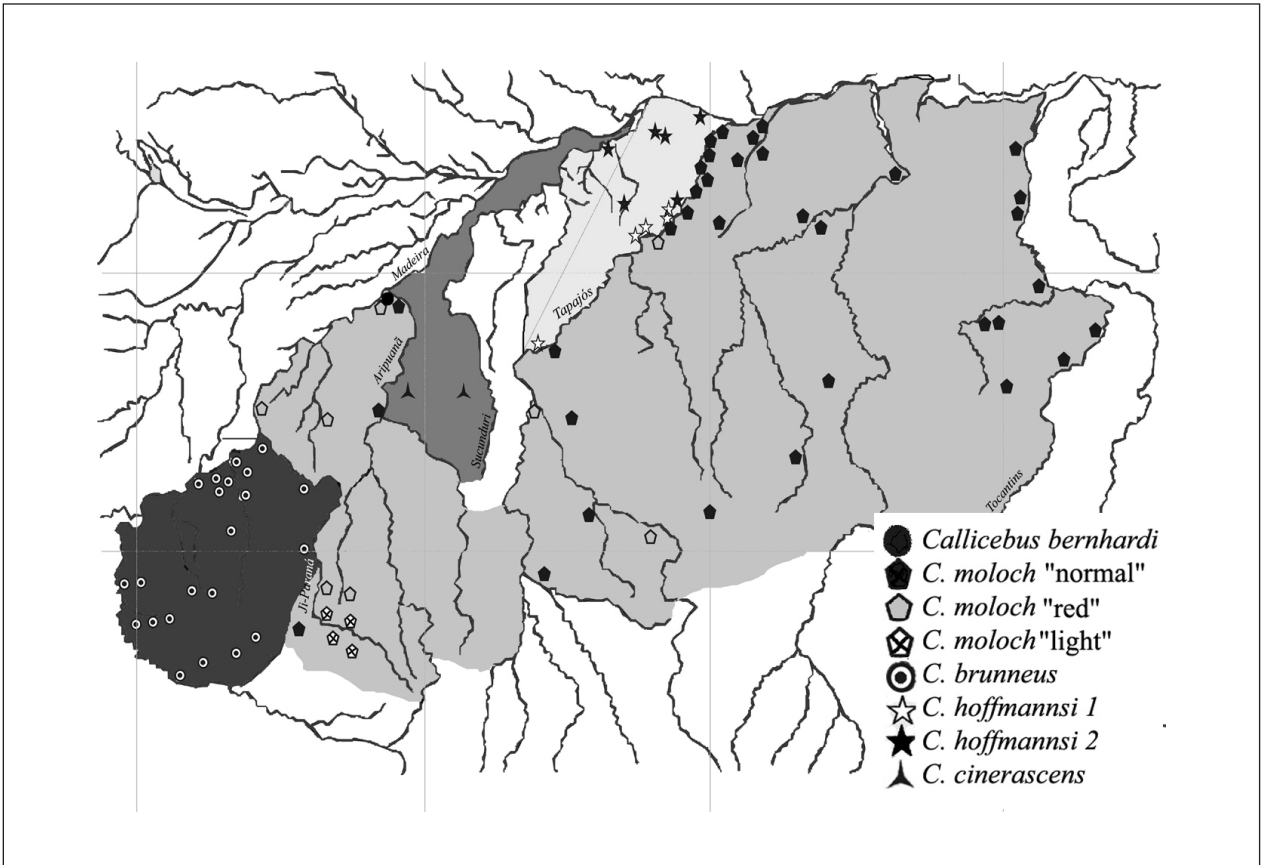 Madeira
Tapajós
Aripuanã
Sucunduri
Tocantins
Ji-Paraná
Callicebus bernhardi
C. moloch "normal"
C. moloch "red"
C. moloch "light"
C. brunneus
C. hoffmannsi 1
C. hoffmannsi 2
C. cinerascens